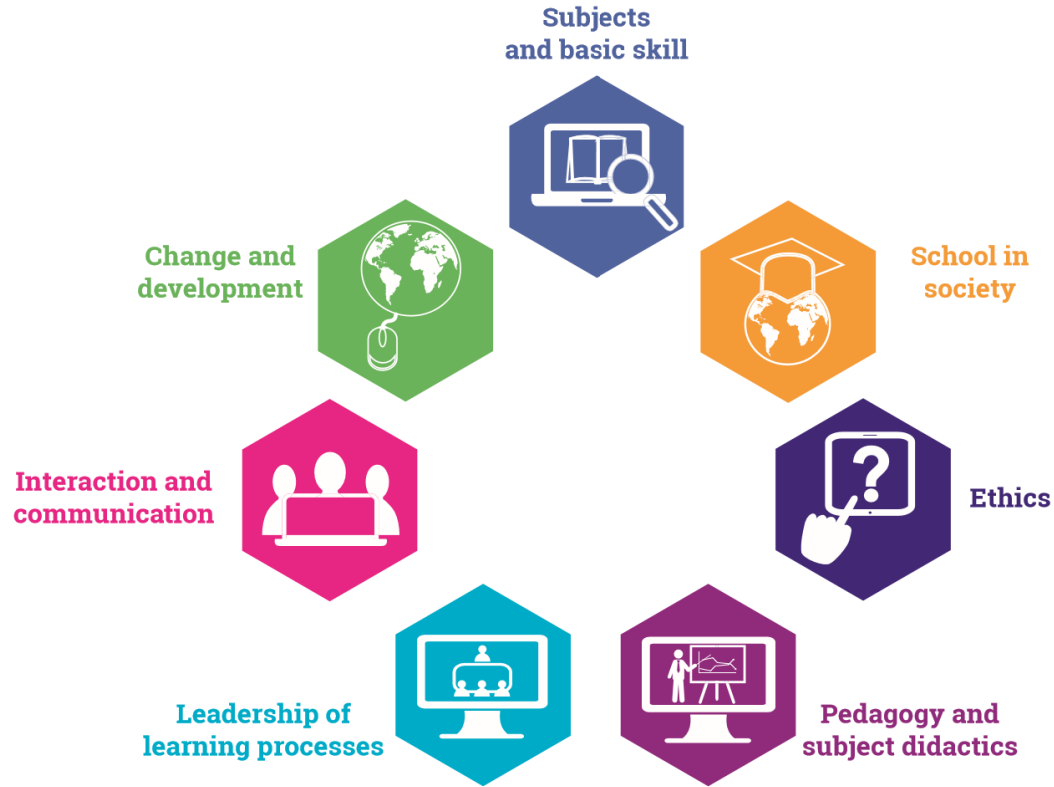 Subjects
and basic skill
Change and
development
School in
society
Interaction and
communication
Ethics
Leadership of
learning processes
Pedagogy and
subject didactics